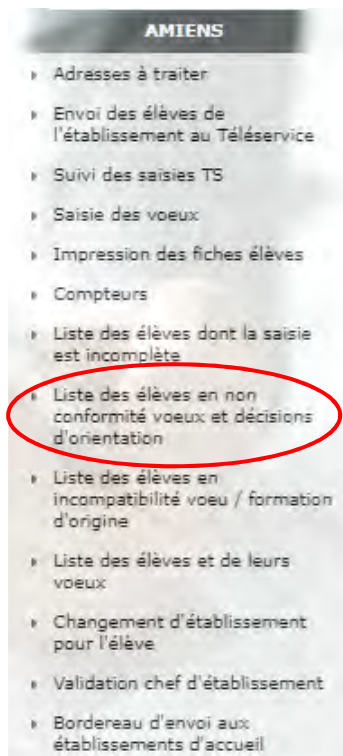 AMIENS
Adresses à traiter
Envoi des élèves de
l'établissement au Téléservice
Suivi des saisies TS
Saisie des voeux
Impression des fiches élèves
Compteurs
Liste des élèves dont la saisie
est incomplète
Liste des élèves en non
conformité voeux et décisions
d'orientation
Liste des élèves en
incompatibilité voeu / formation
d'origine
Liste des élèves et de leurs
voeux
Changement d'établissement
pour l'élève
Validation chef d'établissement
Bordereau d'envoi aux
établissements d'accueil